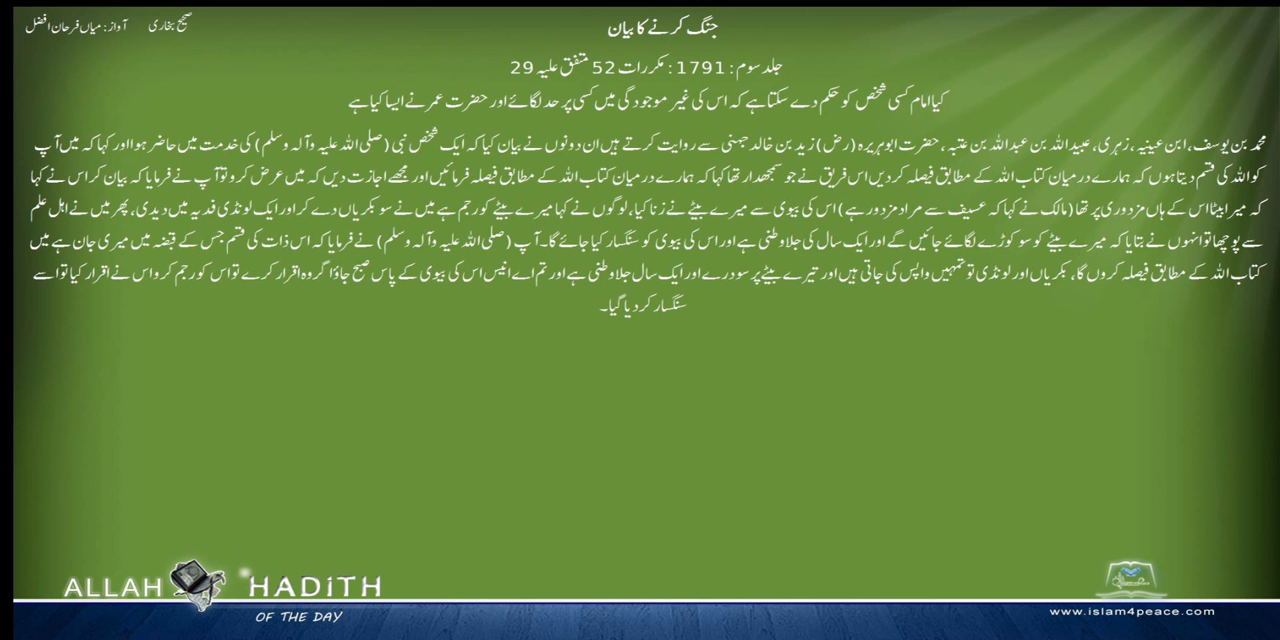 صحیح بخاری
آواز: میاں فرحان افضل
جنگ کرنے کا بیان
جلد سوم: 1791: مکررات 52 متفق علیہ 29
کیا امام کسی شخص کو حکم دے سکتا ہے کہ اس کی غیر موجودگی میں کسی پر حد لگائے اور حضرت عمر نے ایسا کیا ہے
محمد بن یوسف، ابن عینیہ، زہری، عبیداللہ بن عبداللہ بن عتبہ، حضرت ابوہریرہ (رض) زید بن خالد جہنی سے روایت کرتے ہیں ان دونوں نے بیان کیا کہ ایک شخص نبی (صلی اللہ علیہ وآلہ وسلم) کی خدمت میں حاضر ہوا اور کہا کہ میں آپ
کو اللہ کی قسم دیتا ہوں کہ ہمارے درمیان کتاب اللہ کے مطابق فیصلہ کر دیں اس فریق نے جو سمجھدار تھا کہا کہ ہمارے درمیان کتاب اللہ کے مطابق فیصلہ فرمائیں اور مجھے اجازت دیں کہ میں عرض کرو تو آپ نے فرمایا کہ بیان کر اس نے کہا
کہ میرا بیٹا اس کے ہاں مزدوری پر تھا (مالک نے کہا کہ عسیف سے مراد مزدور ہے) اس کی بیوی سے میرے بیٹے نے زنا کیا، لوگوں نے کہا میرے بیٹے کو رجم ہے میں نے سو بکریاں دے کر اور ایک لونڈی فدیہ میں دیدی، پھر میں نے اہل علم
سے پوچھا تو انہوں نے بتایا کہ میرے بیٹے کو سو کوڑے لگائے جائیں گے اور ایک سال کی جلاوطنی ہے اور اس کی بیوی کو سنگسار کیا جائے گا۔ آپ (صلی اللہ علیہ وآلہ وسلم) نے فرمایا کہ اس ذات کی قسم جس کے قبضہ میں میری جان ہے میں
کتاب اللہ کے مطابق فیصلہ کروں گا، بکریاں اور لونڈی تو تمہیں واپس کی جاتی ہیں اور تیرے بیٹے پر سو درے اور ایک سال جلاوطنی ہے اور تم اے انیس اس کی بیوی کے پاس صبح جاؤ اگر وہ اقرار کرے تو اس کو رجم کرو اس نے اقرار کیا تو اسے
سنگسار کر دیا گیا۔
ALLAH HADITH
OF THE DAY
www.islam4peace.com